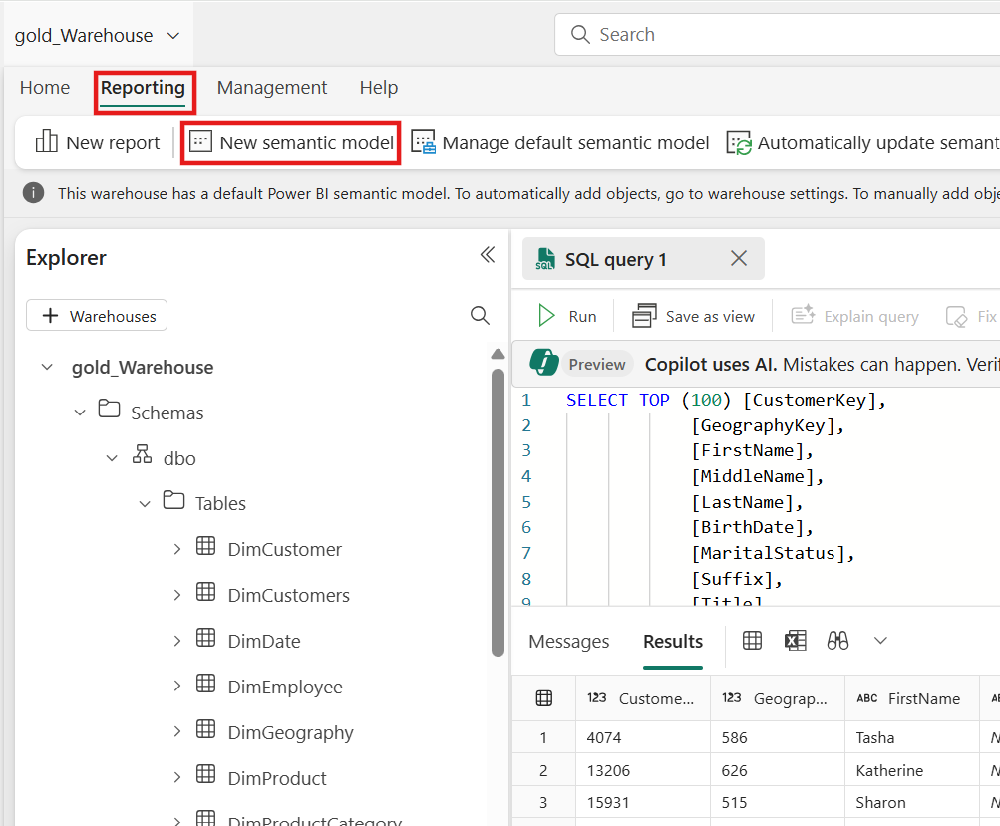 gold_Warehouse
Search
Home Reporting Management Help
New report New semantic model Manage default semantic model Automatically update semant
This warehouse has a default Power BI semantic model. To automatically add objects, go to warehouse settings. To manually add obje
Explorer
SQL query 1
+ Warehouses
SQL
Run Save as view Explain query Fix
gold_Warehouse
Preview Copilot uses AI. Mistakes can happen. Verif
Schemas
dbo
Tables
DimCustomer
DimCustomers
DimDate
DimEmployee
DimGeography
DimProduct
DimProductCategory
1 SELECT TOP (100) [CustomerKey],
2 [GeographyKey],
3 [FirstName],
4 [MiddleName],
5 [LastName],
6 [BirthDate],
7 [MaritalStatus],
8 [Suffix],
9 [Title]
Messages Results
123 Custome... 123 Geograp... ABC FirstName
1 4074 586 Tasha
2 13206 626 Katherine
3 15931 515 Sharon